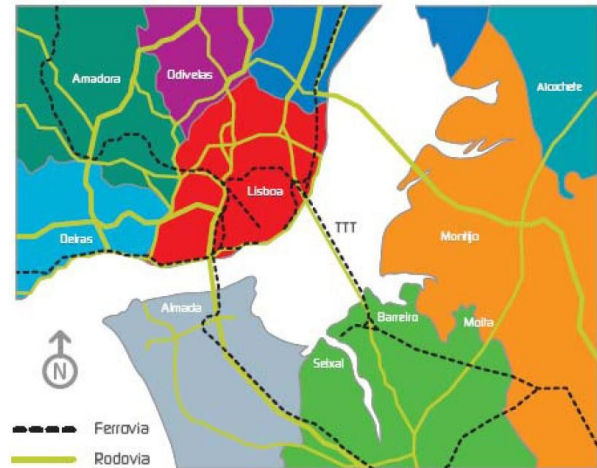 Odivelas
Amadora
Alcochete
Lisboa
TTT
Oeiras
Montijo
Almada
Barreiro
Moita
Seixal
N
Ferrovia
Rodovia